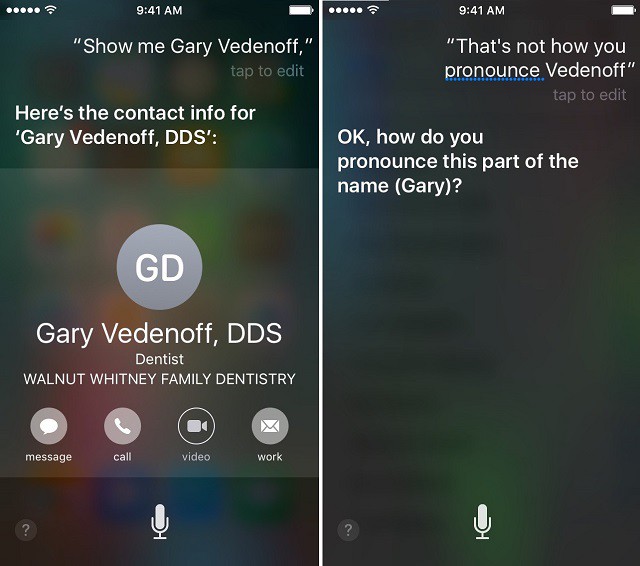 9:41 AM
"Show me Gary Vedenoff,"
tap to edit
Here's the contact info for
'Gary Vedenoff, DDS':
GD
Gary Vedenoff, DDS
Dentist
WALNUT WHITNEY FAMILY DENTISTRY
message call video work
?
9:41 AM
"That's not how you
pronounce Vedenoff"
tap to edit
OK, how do you
pronounce this part of the
name (Gary)?
?